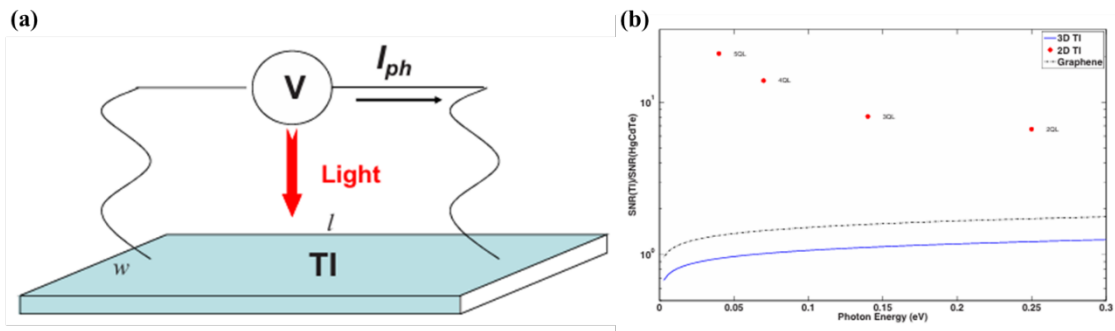 (a)
I_ph
V
Light
l
w
TI
(b)
SNR(TI)/SNR(HgCdTe)
10^1
10^0
5QL
4QL
3QL
2QL
3D TI
2D TI
Graphene
0
0.05
0.1
0.15
0.2
0.25
0.3
Photon Energy (eV)